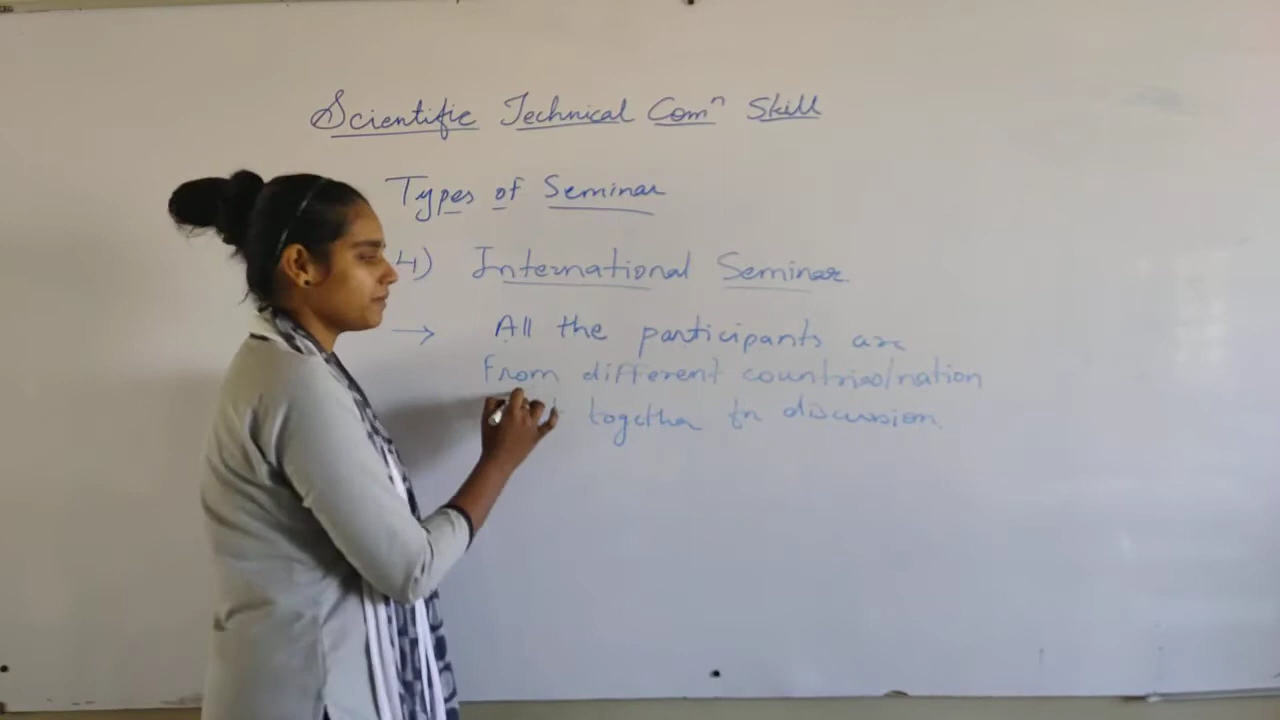 Scientific Technical Comⁿ Skill
Types of Seminar
4) International Seminar
→ All the participants are
From different countries/nation
together for discussion.